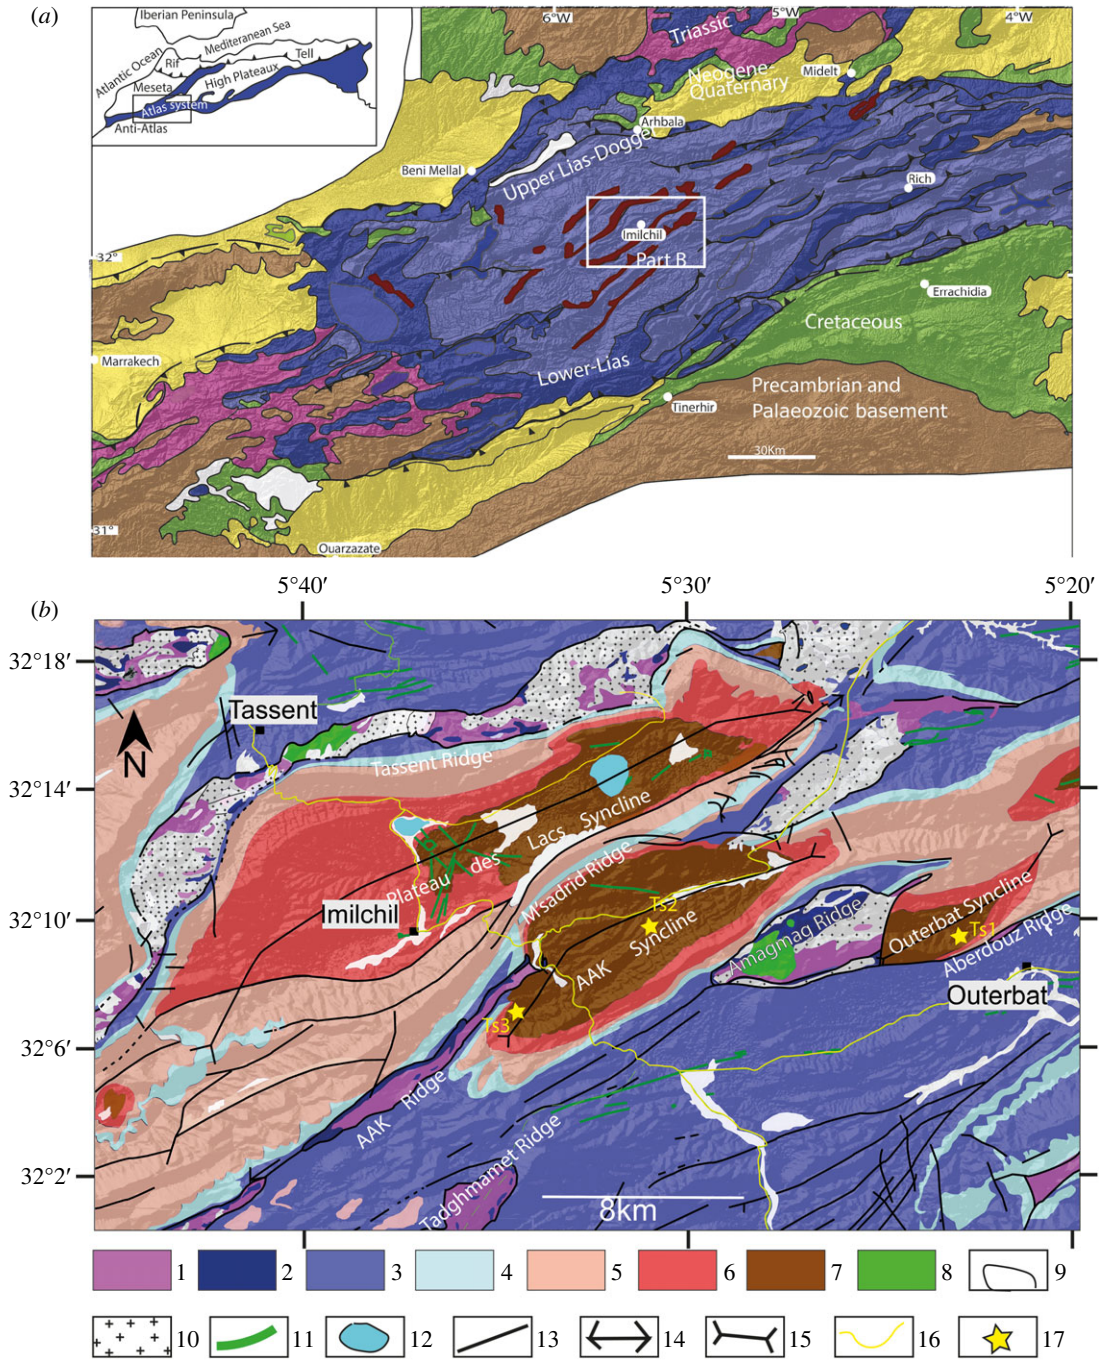 (a)
Iberian Peninsula
Atlantic Ocean
Mediteranean Sea
Rif
Tell
Meseta
High Plateaux
Atlas system
Anti-Atlas
6°W
5°W
4°W
Triassic
Neogene-
Quaternary
Midelt
Arhbala
Beni Mellal
Upper Lias-Dogge
Rich
Imilchil
Part B
32°
Errachidia
Cretaceous
Marrakech
Lower-Lias
Precambrian and
Palaeozoic basement
Tinerhir
30Km
31°
Ouarzazate
(b)
5°40′
5°30′
5°20′
32°18′
32°14′
32°10′
32°6′
32°2′
N
Tassent
Tassent Ridge
Plateau des Lacs Syncline
Imilchil
M'sadrid Ridge
Ts2
AAK Syncline
Ts3
Amagmag Ridge
Outerbat Syncline
Ts1
Aberdouz Ridge
Outerbat
AAK Ridge
Tadghmamet Ridge
8km
1
2
3
4
5
6
7
8
9
10
11
12
13
14
15
16
17